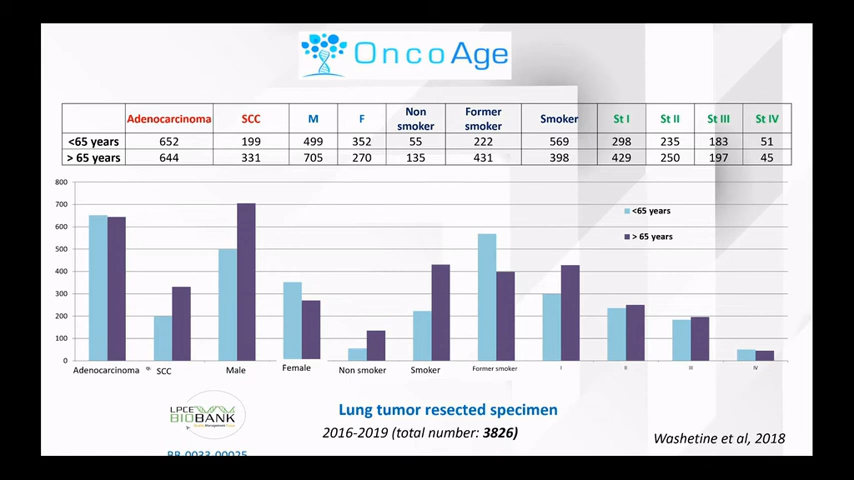 OncoAge
Adenocarcinoma SCC M F Non smoker Former smoker Smoker St I St II St III St IV
<65 years 652 199 499 352 55 222 569 298 235 183 51
> 65 years 644 331 705 270 135 431 398 429 250 197 45
800
700
600
500
400
300
200
100
0
<65 years
> 65 years
Adenocarcinoma SCC Male Female Non smoker Smoker Former smoker I II III IV
LPCE
BIOBANK
Lung tumor resected specimen
2016-2019 (total number: 3826)
Washetine et al, 2018
BB-0033-00025